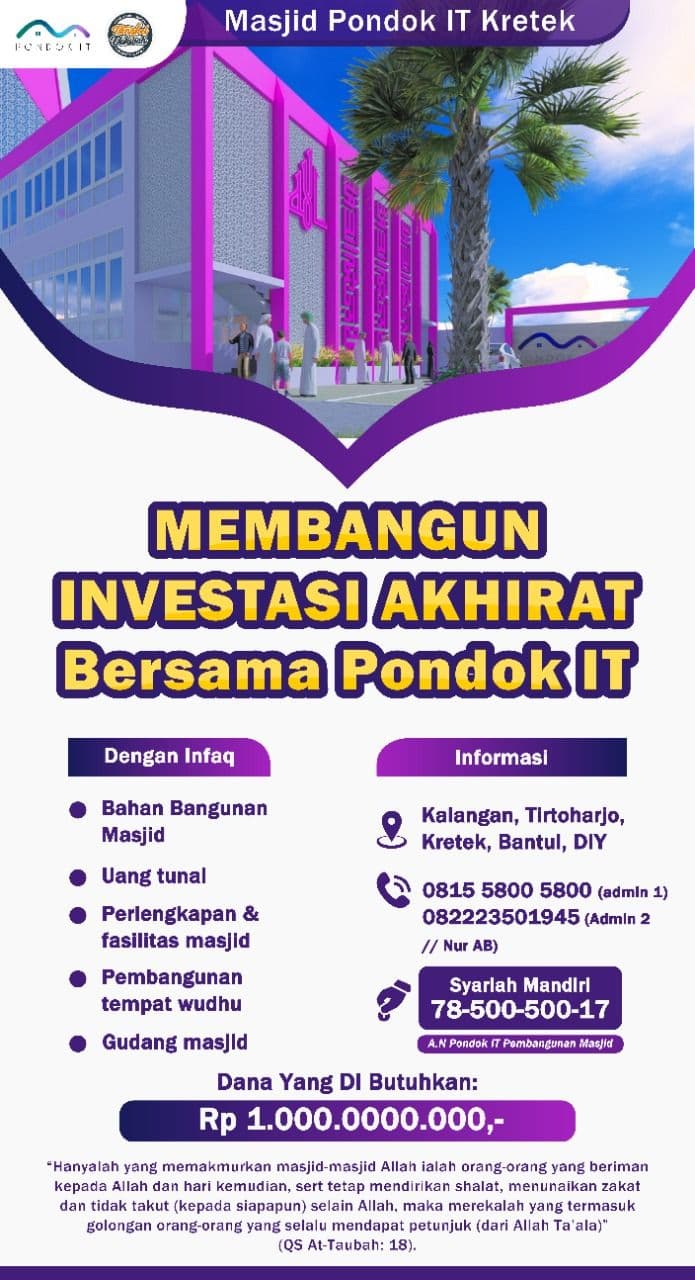 PONDOK IT
Masjid Pondok IT Kretek
PONDOK IT
MEMBANGUN
INVESTASI AKHIRAT
Bersama Pondok IT
Dengan Infaq
Bahan Bangunan
Masjid
Uang tunai
Perlengkapan &
fasilitas masjid
Pembangunan
tempat wudhu
Gudang masjid
Informasi
Kalangan, Tirtoharjo,
Kretek, Bantul, DIY
0815 5800 5800 (admin 1)
082223501945 (Admin 2
// Nur AB)
Syariah Mandiri
78-500-500-17
A.N Pondok IT Pembangunan Masjid
Dana Yang Di Butuhkan:
Rp 1.000.0000.000,-
“Hanyalah yang memakmurkan masjid-masjid Allah ialah orang-orang yang beriman
kepada Allah dan hari kemudian, sert tetap mendirikan shalat, menunaikan zakat
dan tidak takut (kepada siapapun) selain Allah, maka merekalah yang termasuk
golongan orang-orang yang selalu mendapat petunjuk (dari Allah Ta'ala)”
(QS At-Taubah: 18).